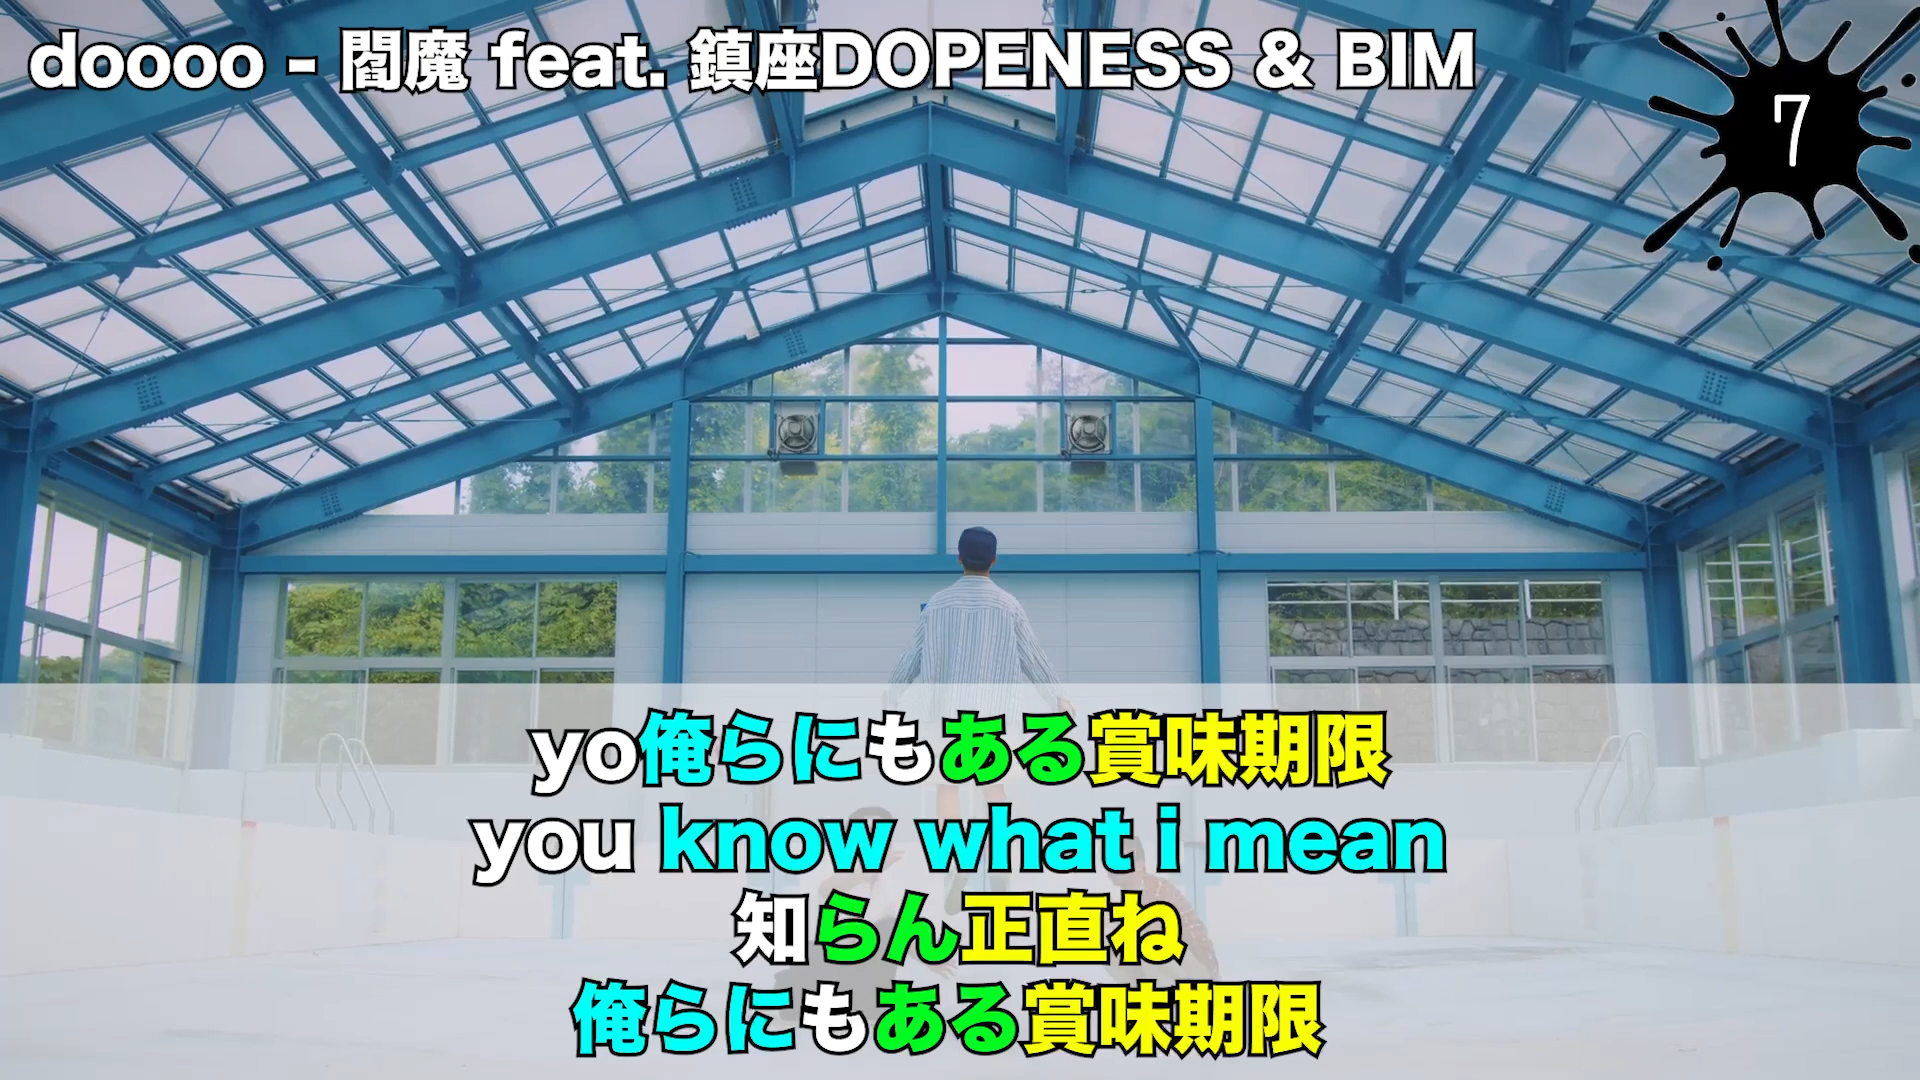 doooo - 閻魔 feat. 鎮座DOPENESS & BIM
7
yo俺らにもある賞味期限
you know what i mean
知らん正直ね
俺らにもある賞味期限